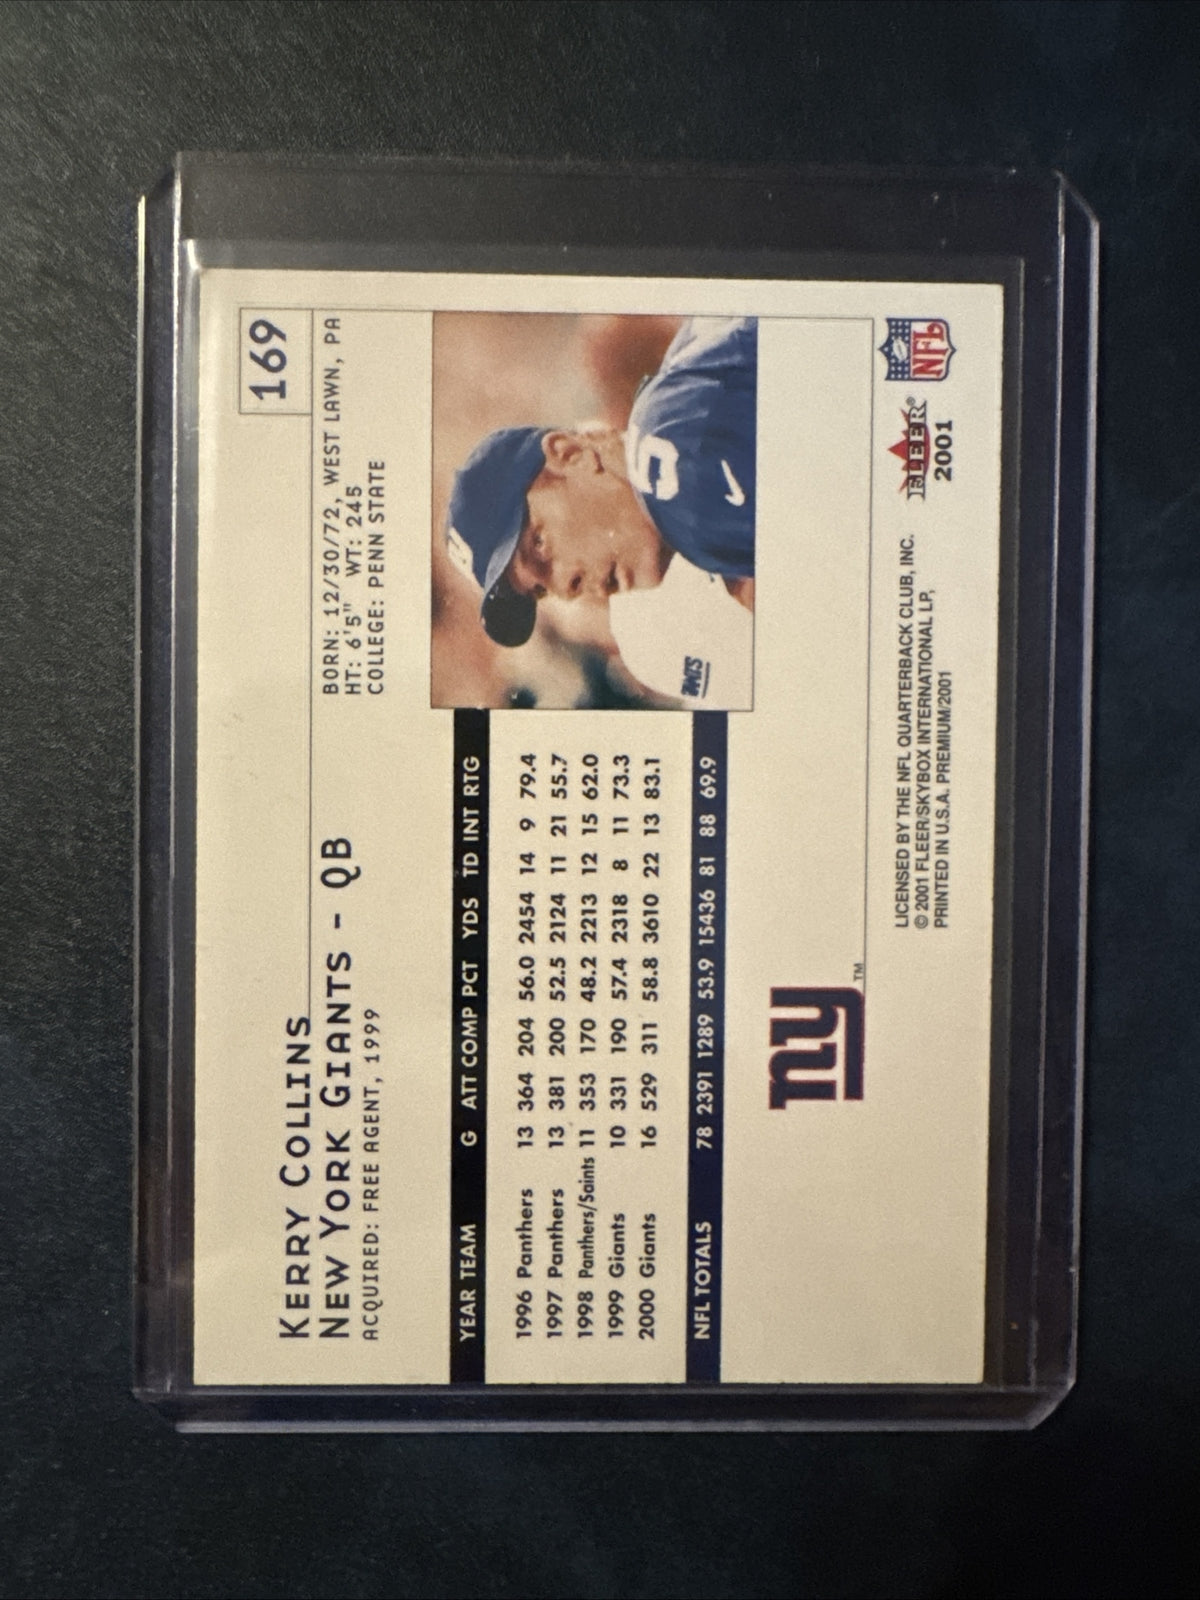 169
KERRY COLLINS
NEW YORK GIANTS - QB
ACQUIRED: FREE AGENT, 1999
BORN: 12/30/72, WEST LAWN, PA
HT: 6'5" WT: 245
COLLEGE: PENN STATE
YEAR TEAM G ATT COMP PCT YDS TD INT RTG
1996 Panthers 13 364 204 56.0 2454 14 9 79.4
1997 Panthers 13 381 200 52.5 2124 11 21 55.7
1998 Panthers/Saints 11 353 170 48.2 2213 12 15 62.0
1999 Giants 10 331 190 57.4 2318 8 11 73.3
2000 Giants 16 529 311 58.8 3610 22 13 83.1
NFL TOTALS 78 2391 1289 53.9 15436 81 88 69.9
5
ny™
LICENSED BY THE NFL QUARTERBACK CLUB, INC.
© 2001 FLEER/SKYBOX INTERNATIONAL LP,
PRINTED IN U.S.A. PREMIUM/2001
FLEER®
2001
NFL